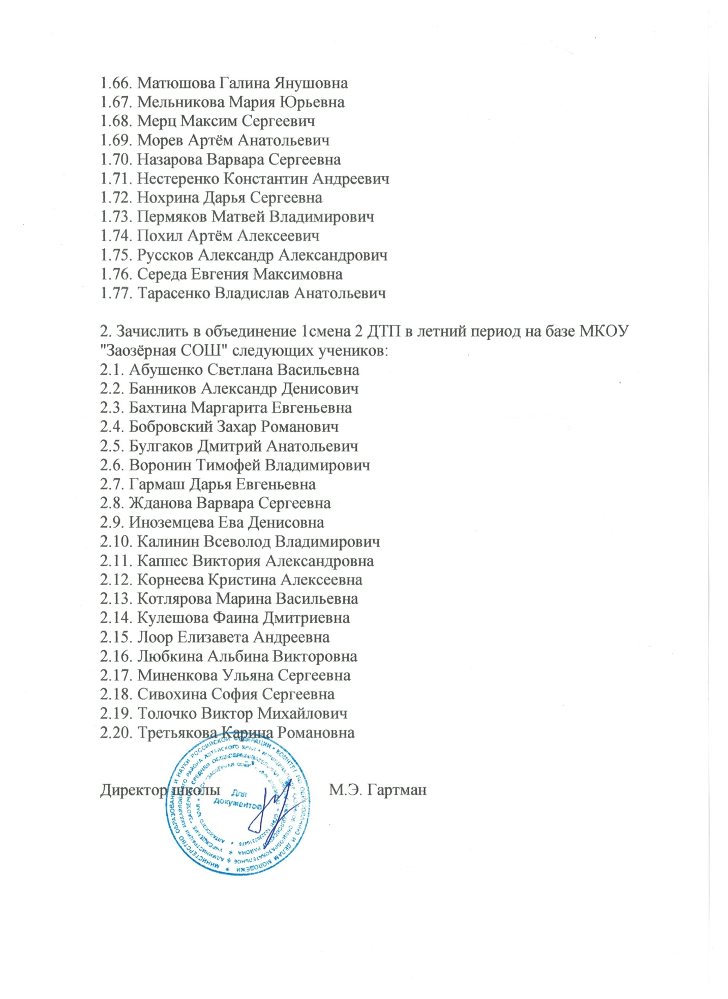 1.66. Матюшова Галина Янушовна
1.67. Мельникова Мария Юрьевна
1.68. Мерц Максим Сергеевич
1.69. Морев Артём Анатольевич
1.70. Назарова Варвара Сергеевна
1.71. Нестеренко Константин Андреевич
1.72. Нохрина Дарья Сергеевна
1.73. Пермяков Матвей Владимирович
1.74. Похил Артём Алексеевич
1.75. Руссков Александр Александрович
1.76. Середа Евгения Максимовна
1.77. Тарасенко Владислав Анатольевич
2. Зачислить в объединение 1смена 2 ДТП в летний период на базе МКОУ
"Заозёрная СОШ" следующих учеников:
2.1. Абушенко Светлана Васильевна
2.2. Банников Александр Денисович
2.3. Бахтина Маргарита Евгеньевна
2.4. Бобровский Захар Романович
2.5. Булгаков Дмитрий Анатольевич
2.6. Воронин Тимофей Владимирович
2.7. Гармаш Дарья Евгеньевна
2.8. Жданова Варвара Сергеевна
2.9. Иноземцева Ева Денисовна
2.10. Калинин Всеволод Владимирович
2.11. Каппес Виктория Александровна
2.12. Корнеева Кристина Алексеевна
2.13. Котлярова Марина Васильевна
2.14. Кулешова Фаина Дмитриевна
2.15. Лоор Елизавета Андреевна
2.16. Любкина Альбина Викторовна
2.17. Миненкова Ульяна Сергеевна
2.18. Сивохина София Сергеевна
2.19. Толочко Виктор Михайлович
2.20. Третьякова Карина Романовна
Директор школы М.Э. Гартман
МИНИСТЕРСТВО ОБРАЗОВАНИЯ И НАУКИ РОССИЙСКОЙ ФЕДЕРАЦИИ * КОМИТЕТ ПО ОБРАЗОВАНИЮ И ДЕЛАМ МОЛОДЕЖИ *
АДМИНИСТРАЦИИ МИХАЙЛОВСКОГО РАЙОНА АЛТАЙСКОГО КРАЯ * МУНИЦИПАЛЬНОЕ КАЗЕННОЕ ОБЩЕОБРАЗОВАТЕЛЬНОЕ *
УЧРЕЖДЕНИЕ "ЗАОЗЁРНАЯ СРЕДНЯЯ ОБЩЕОБРАЗОВАТЕЛЬНАЯ РАЙОНА *
АЛТАЙСКОГО КРАЯ
Для
документов